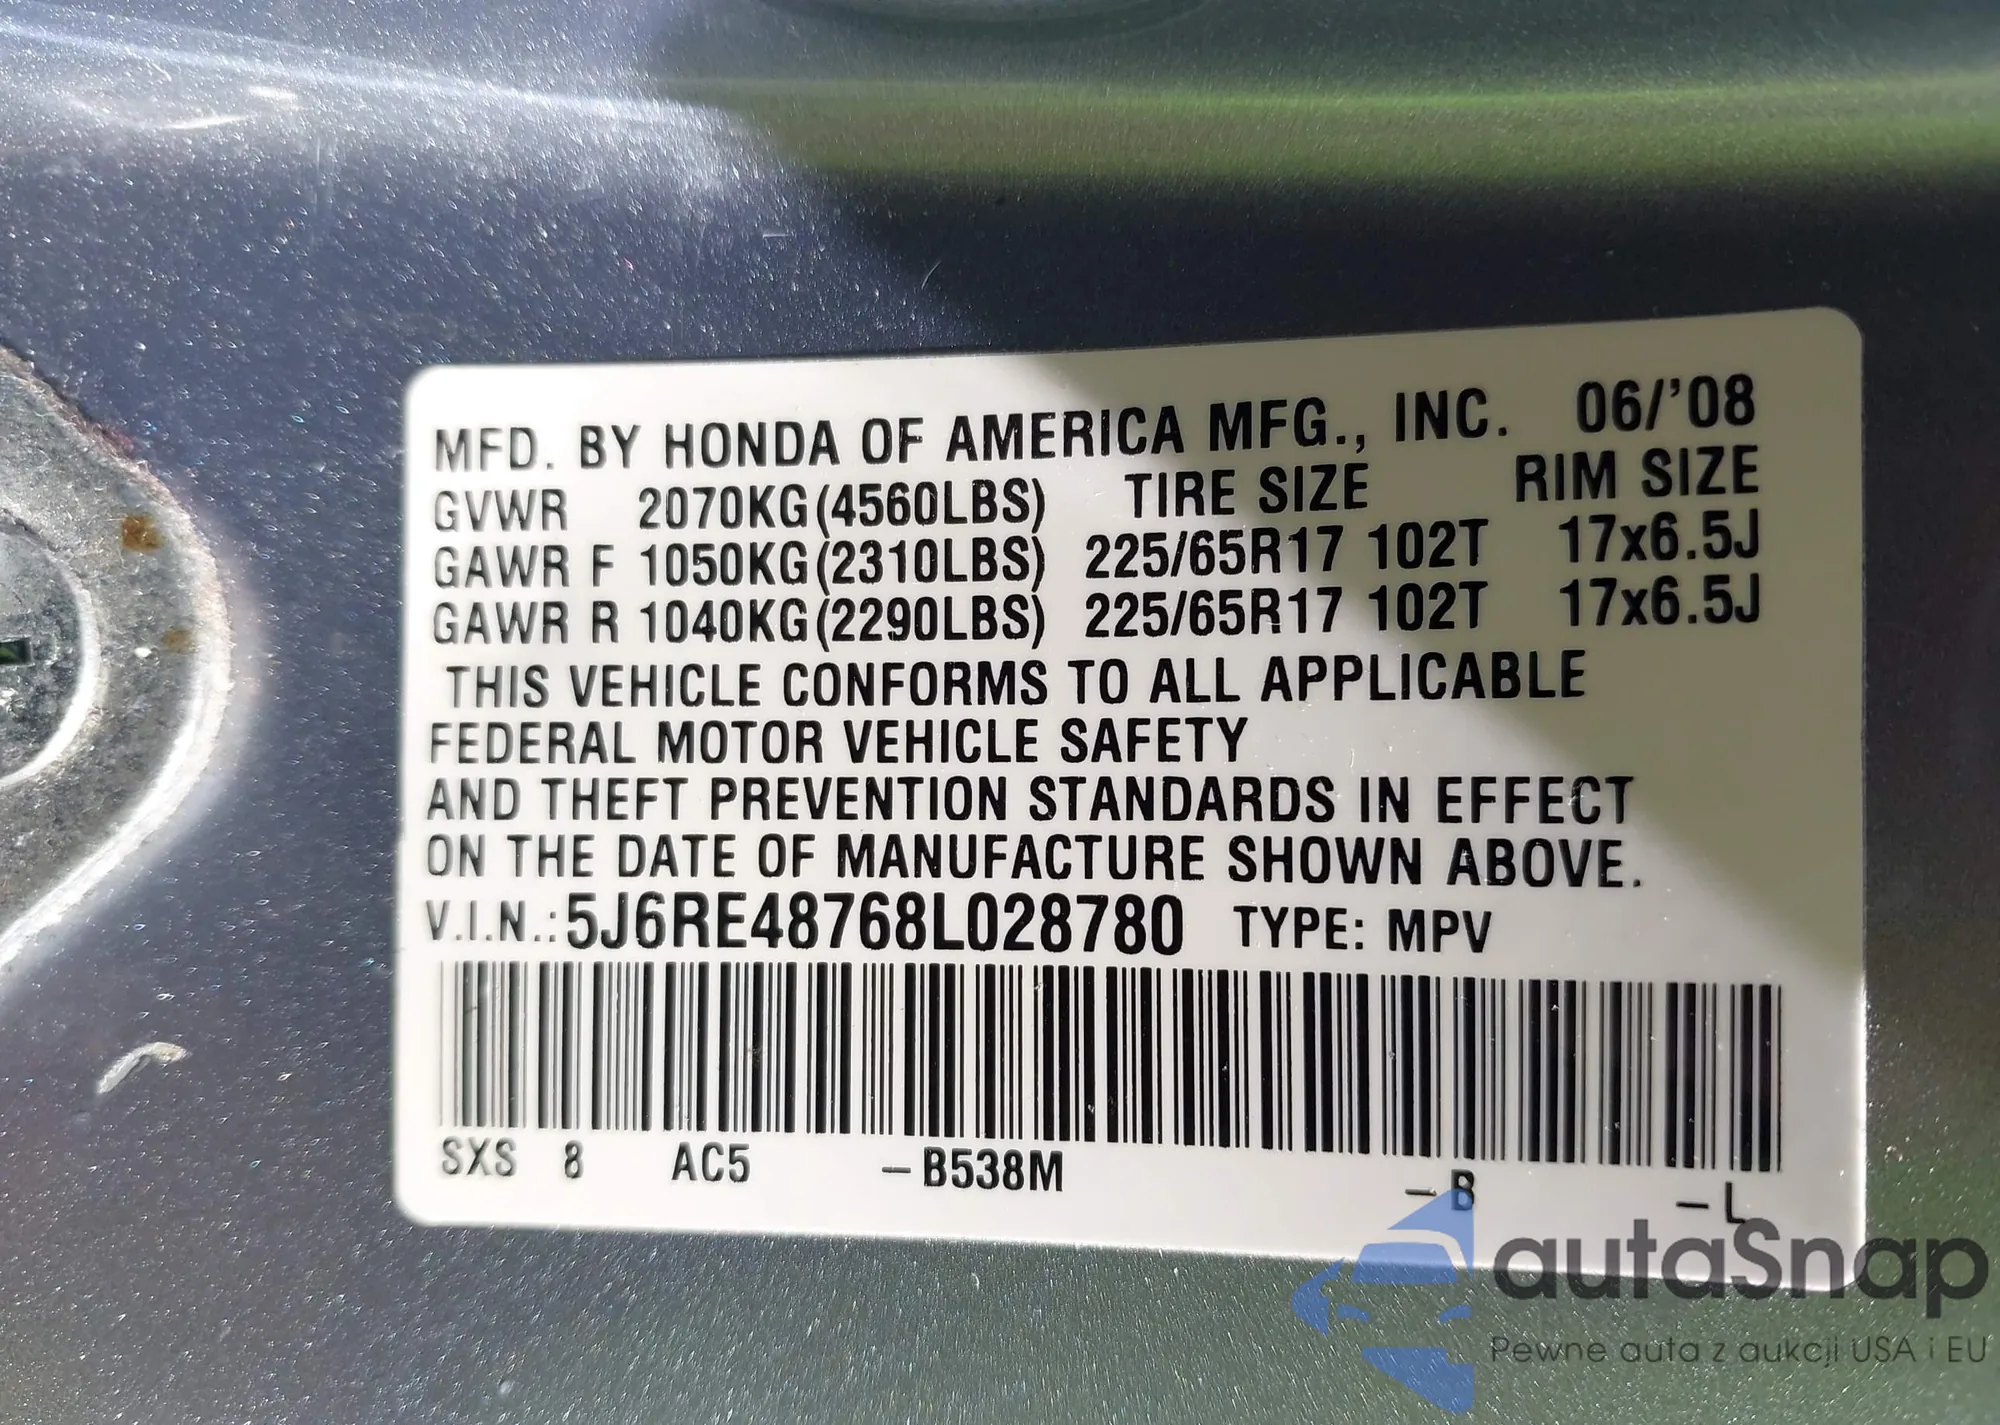 MFD. BY HONDA OF AMERICA MFG., INC. 06/'08
GVWR 2070KG(4560LBS) TIRE SIZE RIM SIZE
GAWR F 1050KG(2310LBS) 225/65R17 102T 17x6.5J
GAWR R 1040KG(2290LBS) 225/65R17 102T 17x6.5J
THIS VEHICLE CONFORMS TO ALL APPLICABLE
FEDERAL MOTOR VEHICLE SAFETY
AND THEFT PREVENTION STANDARDS IN EFFECT
ON THE DATE OF MANUFACTURE SHOWN ABOVE.
V.I.N.:5J6RE48768L028780 TYPE: MPV
SXS 8 AC5 –B538M –B –L
autaSnap
Pewne auta z aukcji USA i EU